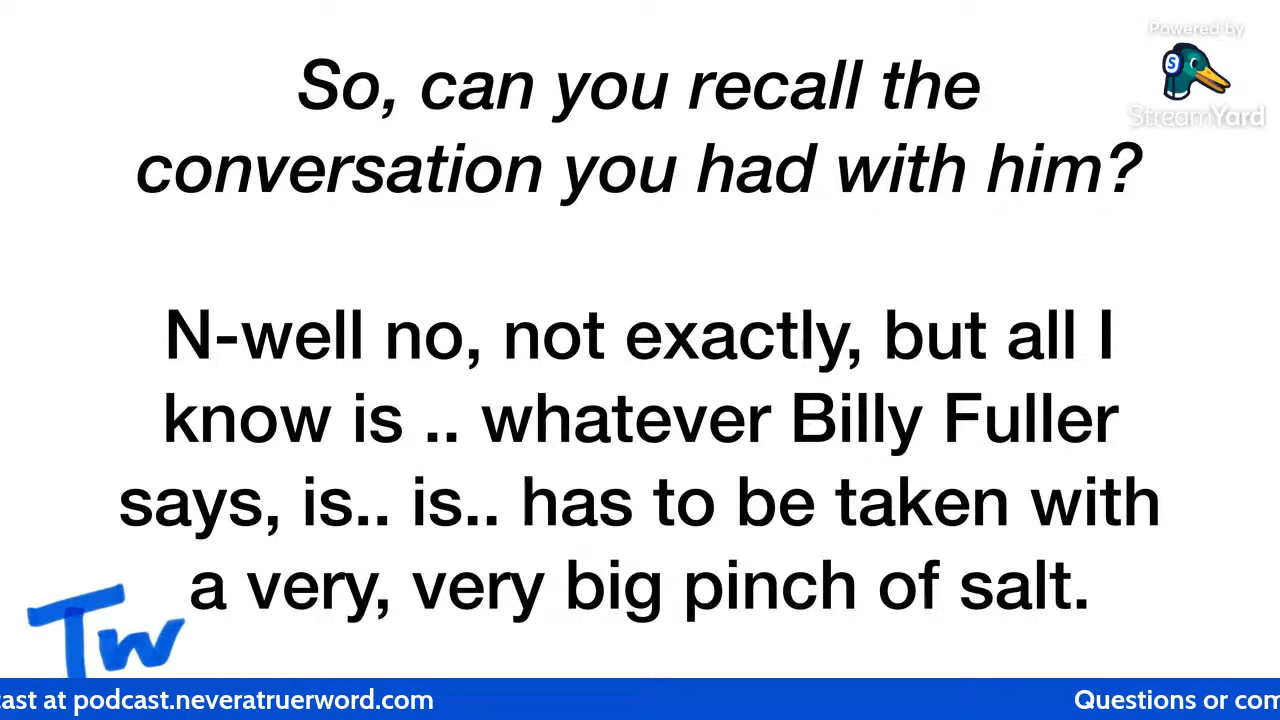 Powered by
StreamYard
So, can you recall the
conversation you had with him?
N-well no, not exactly, but all I
know is .. whatever Billy Fuller
says, is.. is.. has to be taken with
a very, very big pinch of salt.
Tw
cast at podcast.neveratruerword.com
Questions or com